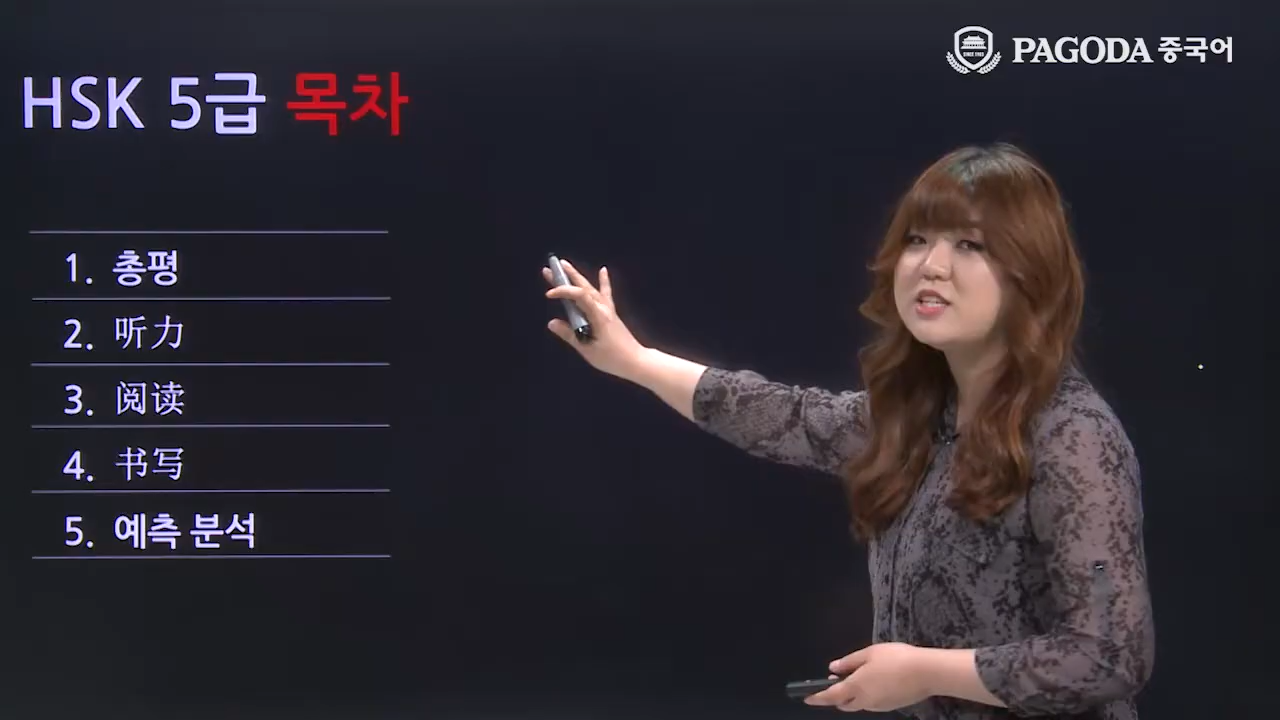 PAGODA 중국어
HSK 5급 목차
1. 총평
2. 听力
3. 阅读
4. 书写
5. 예측 분석